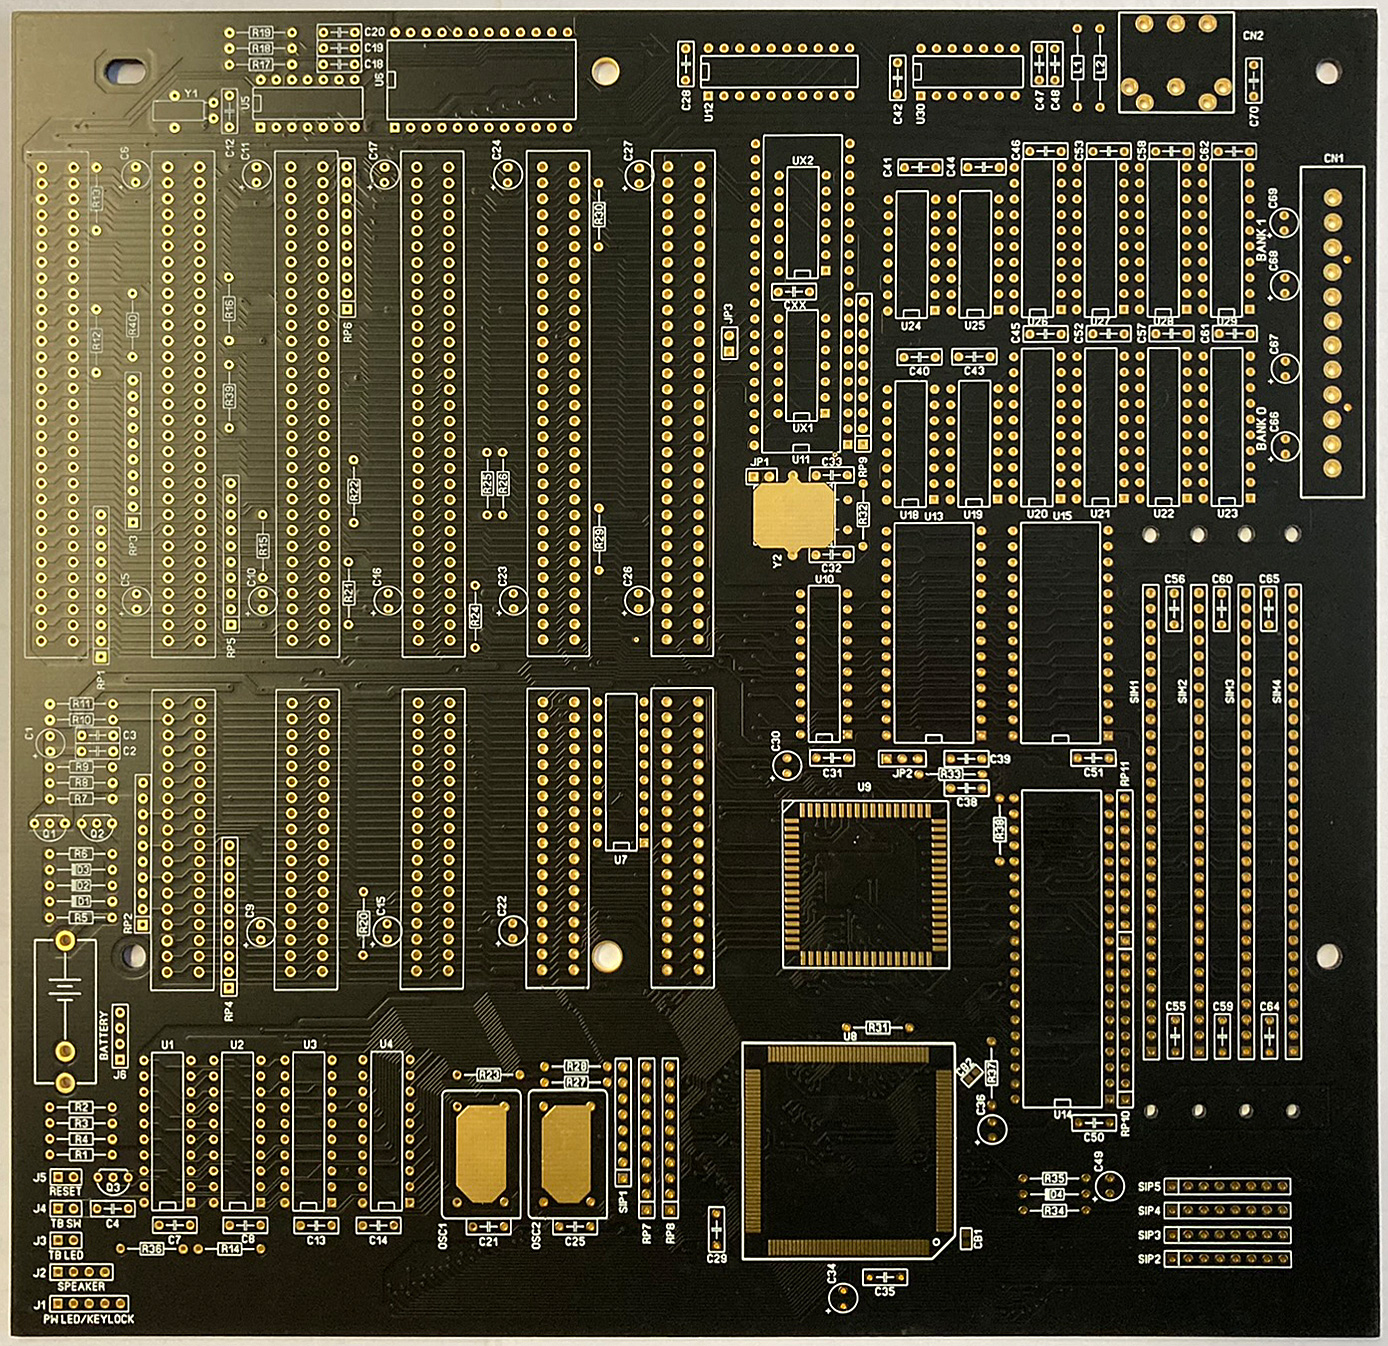 R19
R18
R17
C20
C19
C18
U6
Y1
C12
U5
C28
U12
C42
U30
C47
C48
L1
L2
CN2
C70
C6
C11
C17
C24
C27
R13
R30
UX2
C41
C44
C46
C53
C58
C62
CN1
C69
BANK 1
C68
R12
R40
R16
RP6
JP3
CXX
U24
U25
U26
U27
U28
U29
C45
C52
C57
C61
C40
C43
C67
R39
UX1
U11
RP9
BANK 0
C66
JP1
C33
R22
R25
R26
R32
U18
U13
U19
U20
U15
U21
U22
U23
RP3
R15
R29
Y2
C32
U10
C5
C10
R21
C16
R24
C23
C26
RP5
C56
C60
C65
RP1
SIM1
SIM2
SIM3
SIM4
R11
R10
C1
C3
C2
R9
R8
R7
Q1
Q2
C30
C31
JP2
C39
R33
C38
C51
RP11
U9
R38
R6
D3
D2
D1
R5
U7
RP2
C9
R20
C15
C22
RP4
BATTERY
J6
C55
C59
C64
R31
U8
U1
U2
U3
U4
R23
R28
R27
CB2
R37
C36
U14
C50
RP10
R2
R3
R4
R1
J5
RESET
Q3
J4
TB SW
C4
J3
TB LED
C7
C8
C13
C14
R36
R14
OSC1
C21
OSC2
C25
SIP1
RP7
RP8
C29
CB1
C34
C35
R35
D4
R34
C49
SIP5
SIP4
SIP3
SIP2
J2
SPEAKER
J1
PW LED/KEYLOCK